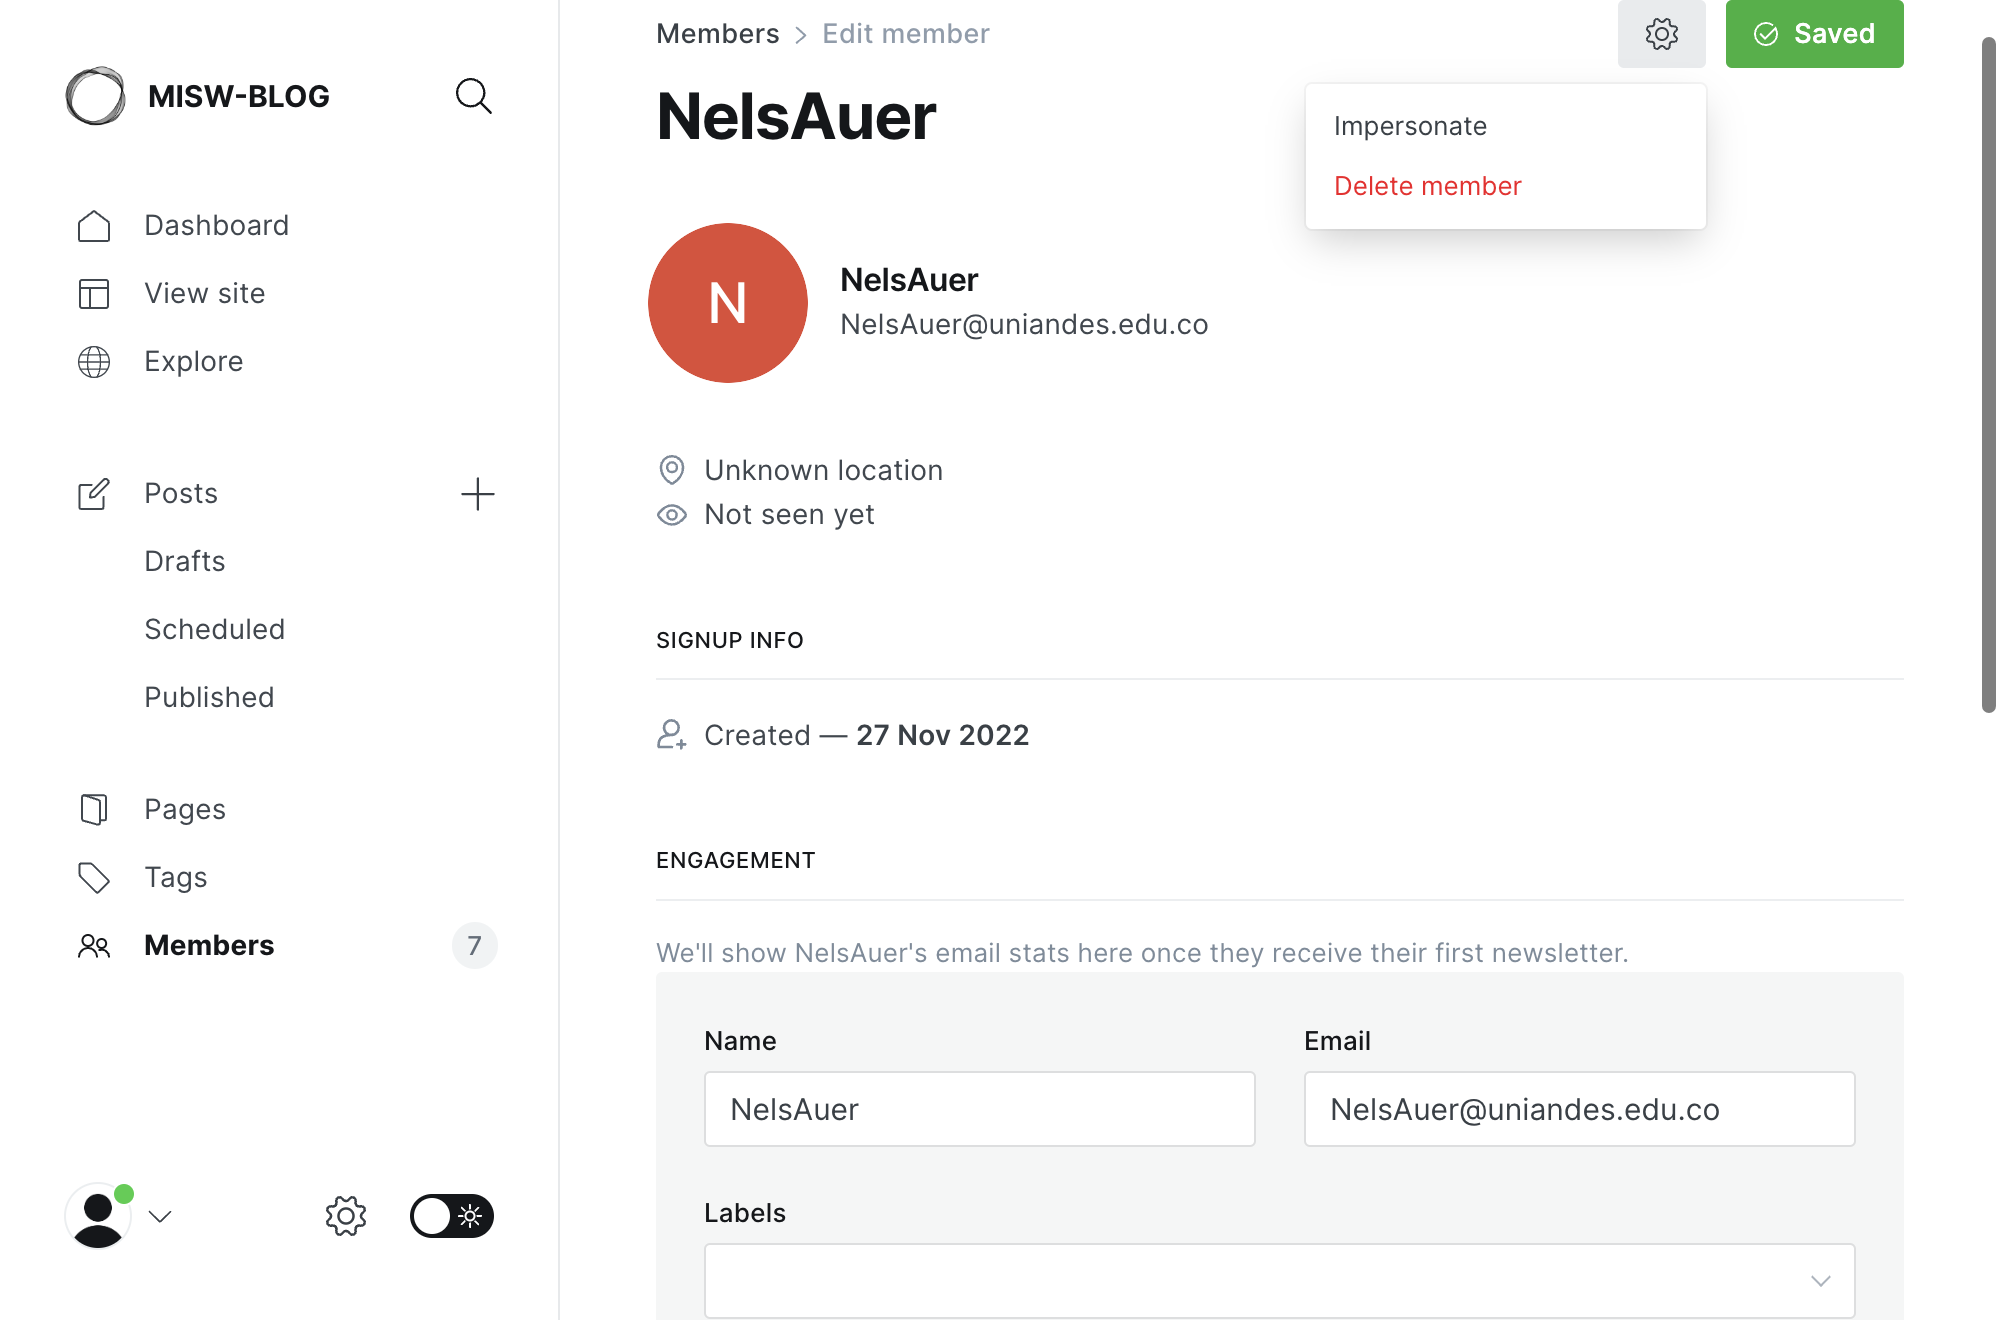 MISW-BLOG
Dashboard
View site
Explore
Posts
Drafts
Scheduled
Published
Pages
Tags
Members
7
Members > Edit member
Saved
NelsAuer
Impersonate
Delete member
N
NelsAuer
NelsAuer@uniandes.edu.co
Unknown location
Not seen yet
SIGNUP INFO
Created — 27 Nov 2022
ENGAGEMENT
We'll show NelsAuer's email stats here once they receive their first newsletter.
Name
Email
NelsAuer
NelsAuer@uniandes.edu.co
Labels